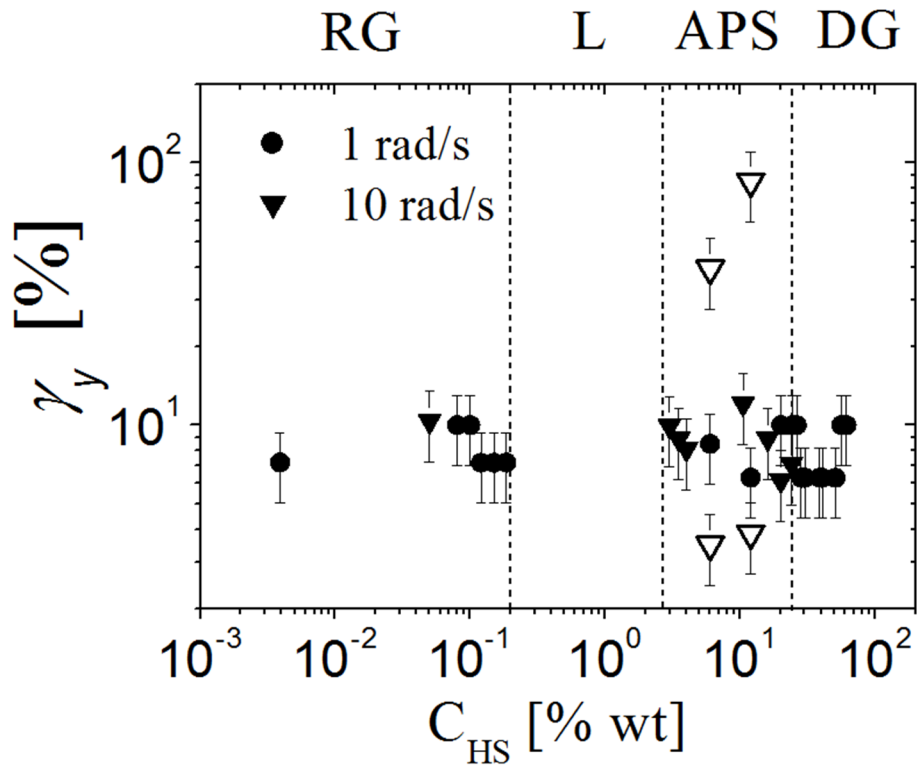 RG L APS DG
1 rad/s
10 rad/s
10²
10¹
γy [%]
10⁻³ 10⁻² 10⁻¹ 10⁰ 10¹ 10²
C_HS [% wt]